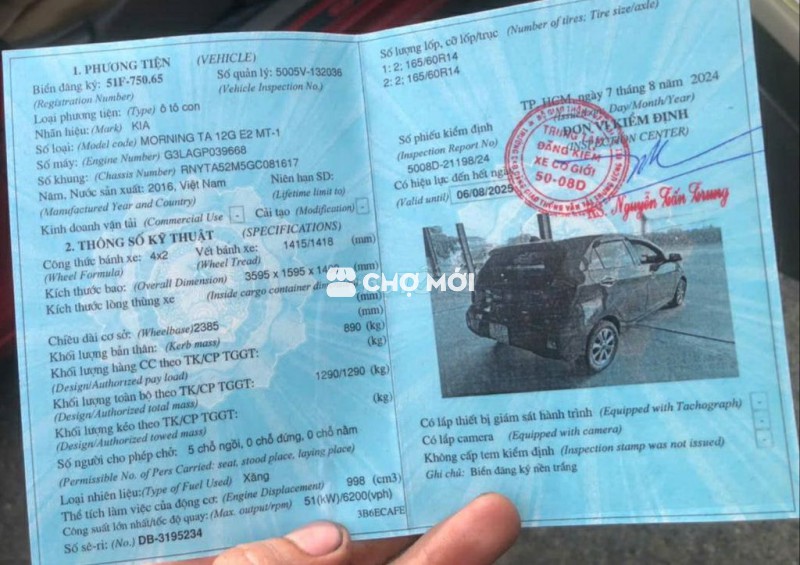 1. PHƯƠNG TIỆN (VEHICLE)
Biển đăng ký: 51F-750.65 Số quản lý: 5005V-132036
(Registration Number) (Vehicle Inspection No.)
Loại phương tiện: (Type) ô tô con
Nhãn hiệu: (Mark) KIA
Số loại: (Model code) MORNING TA 12G E2 MT-1
Số máy: (Engine Number) G3LAGP039668
Số khung: (Chassis Number) RNYTA52M5GC081617
Năm, Nước sản xuất: 2016, Việt Nam Niên hạn SD:
(Manufactured Year and Country) (Lifetime limit to)
Kinh doanh vận tải (Commercial Use - Cải tạo (Modification) -
2. THÔNG SỐ KỸ THUẬT (SPECIFICATIONS)
Công thức bánh xe: 4x2 Vết bánh xe: 1415/1418 (mm)
(Wheel Formula) (Wheel Tread)
Kích thước bao: (Overall Dimension) 3595 x 1595 x (mm)
Kích thước lòng thùng xe (Inside cargo container
(mm)
Chiều dài cơ sở: (Wheelbase) 2385 (mm)
Khối lượng bản thân: (Kerb mass) 890 (kg)
Khối lượng hàng CC theo TK/CP TGGT: (kg)
(Design/Authorized pay load)
Khối lượng toàn bộ theo TK/CP TGGT: 1290/1290 (kg)
(Design/Authorized total mass)
Khối lượng kéo theo TK/CP TGGT: (kg)
(Design/Authorized towed mass)
Số người cho phép chở: 5 chỗ ngồi, 0 chỗ đứng, 0 chỗ nằm
(Permissible No. of Pers Carried: seat, stood place, laying place)
Loại nhiên liệu: (Type of Fuel Used) Xăng
Thể tích làm việc của động cơ: (Engine Displacement) 998 (cm3)
Công suất lớn nhất/tốc độ quay: (Max. output/rpm) 51(kW)/6200(vph)
Số sê-ri: (No.) DB-3195234 3B6ECAFE
Số lượng lốp, cỡ lốp/trục (Number of tires; Tire size/axle)
1: 2: 165/60R14
2: 2: 165/60R14
TP. HCM, ngày 7 tháng 8 năm 2024
Day/Month/Year)
Số phiếu kiểm định ĐƠN VỊ KIỂM ĐỊNH
(Inspection Report No) CENTER)
5008D-21198/24
Có hiệu lực đến hết ngày
(Valid until) 06/08/2025
TRUNG TÂM
ĐĂNG KIỂM
XE CƠ GIỚI
50-08D
KS. Nguyễn Tấn Trung
CHỢ MỚI
Có lắp thiết bị giám sát hành trình (Equipped with Tachograph) -
Có lắp camera (Equipped with camera) -
Không cấp tem kiểm định (Inspection stamp was not issued) -
Ghi chú: Biển đăng ký nền trắng